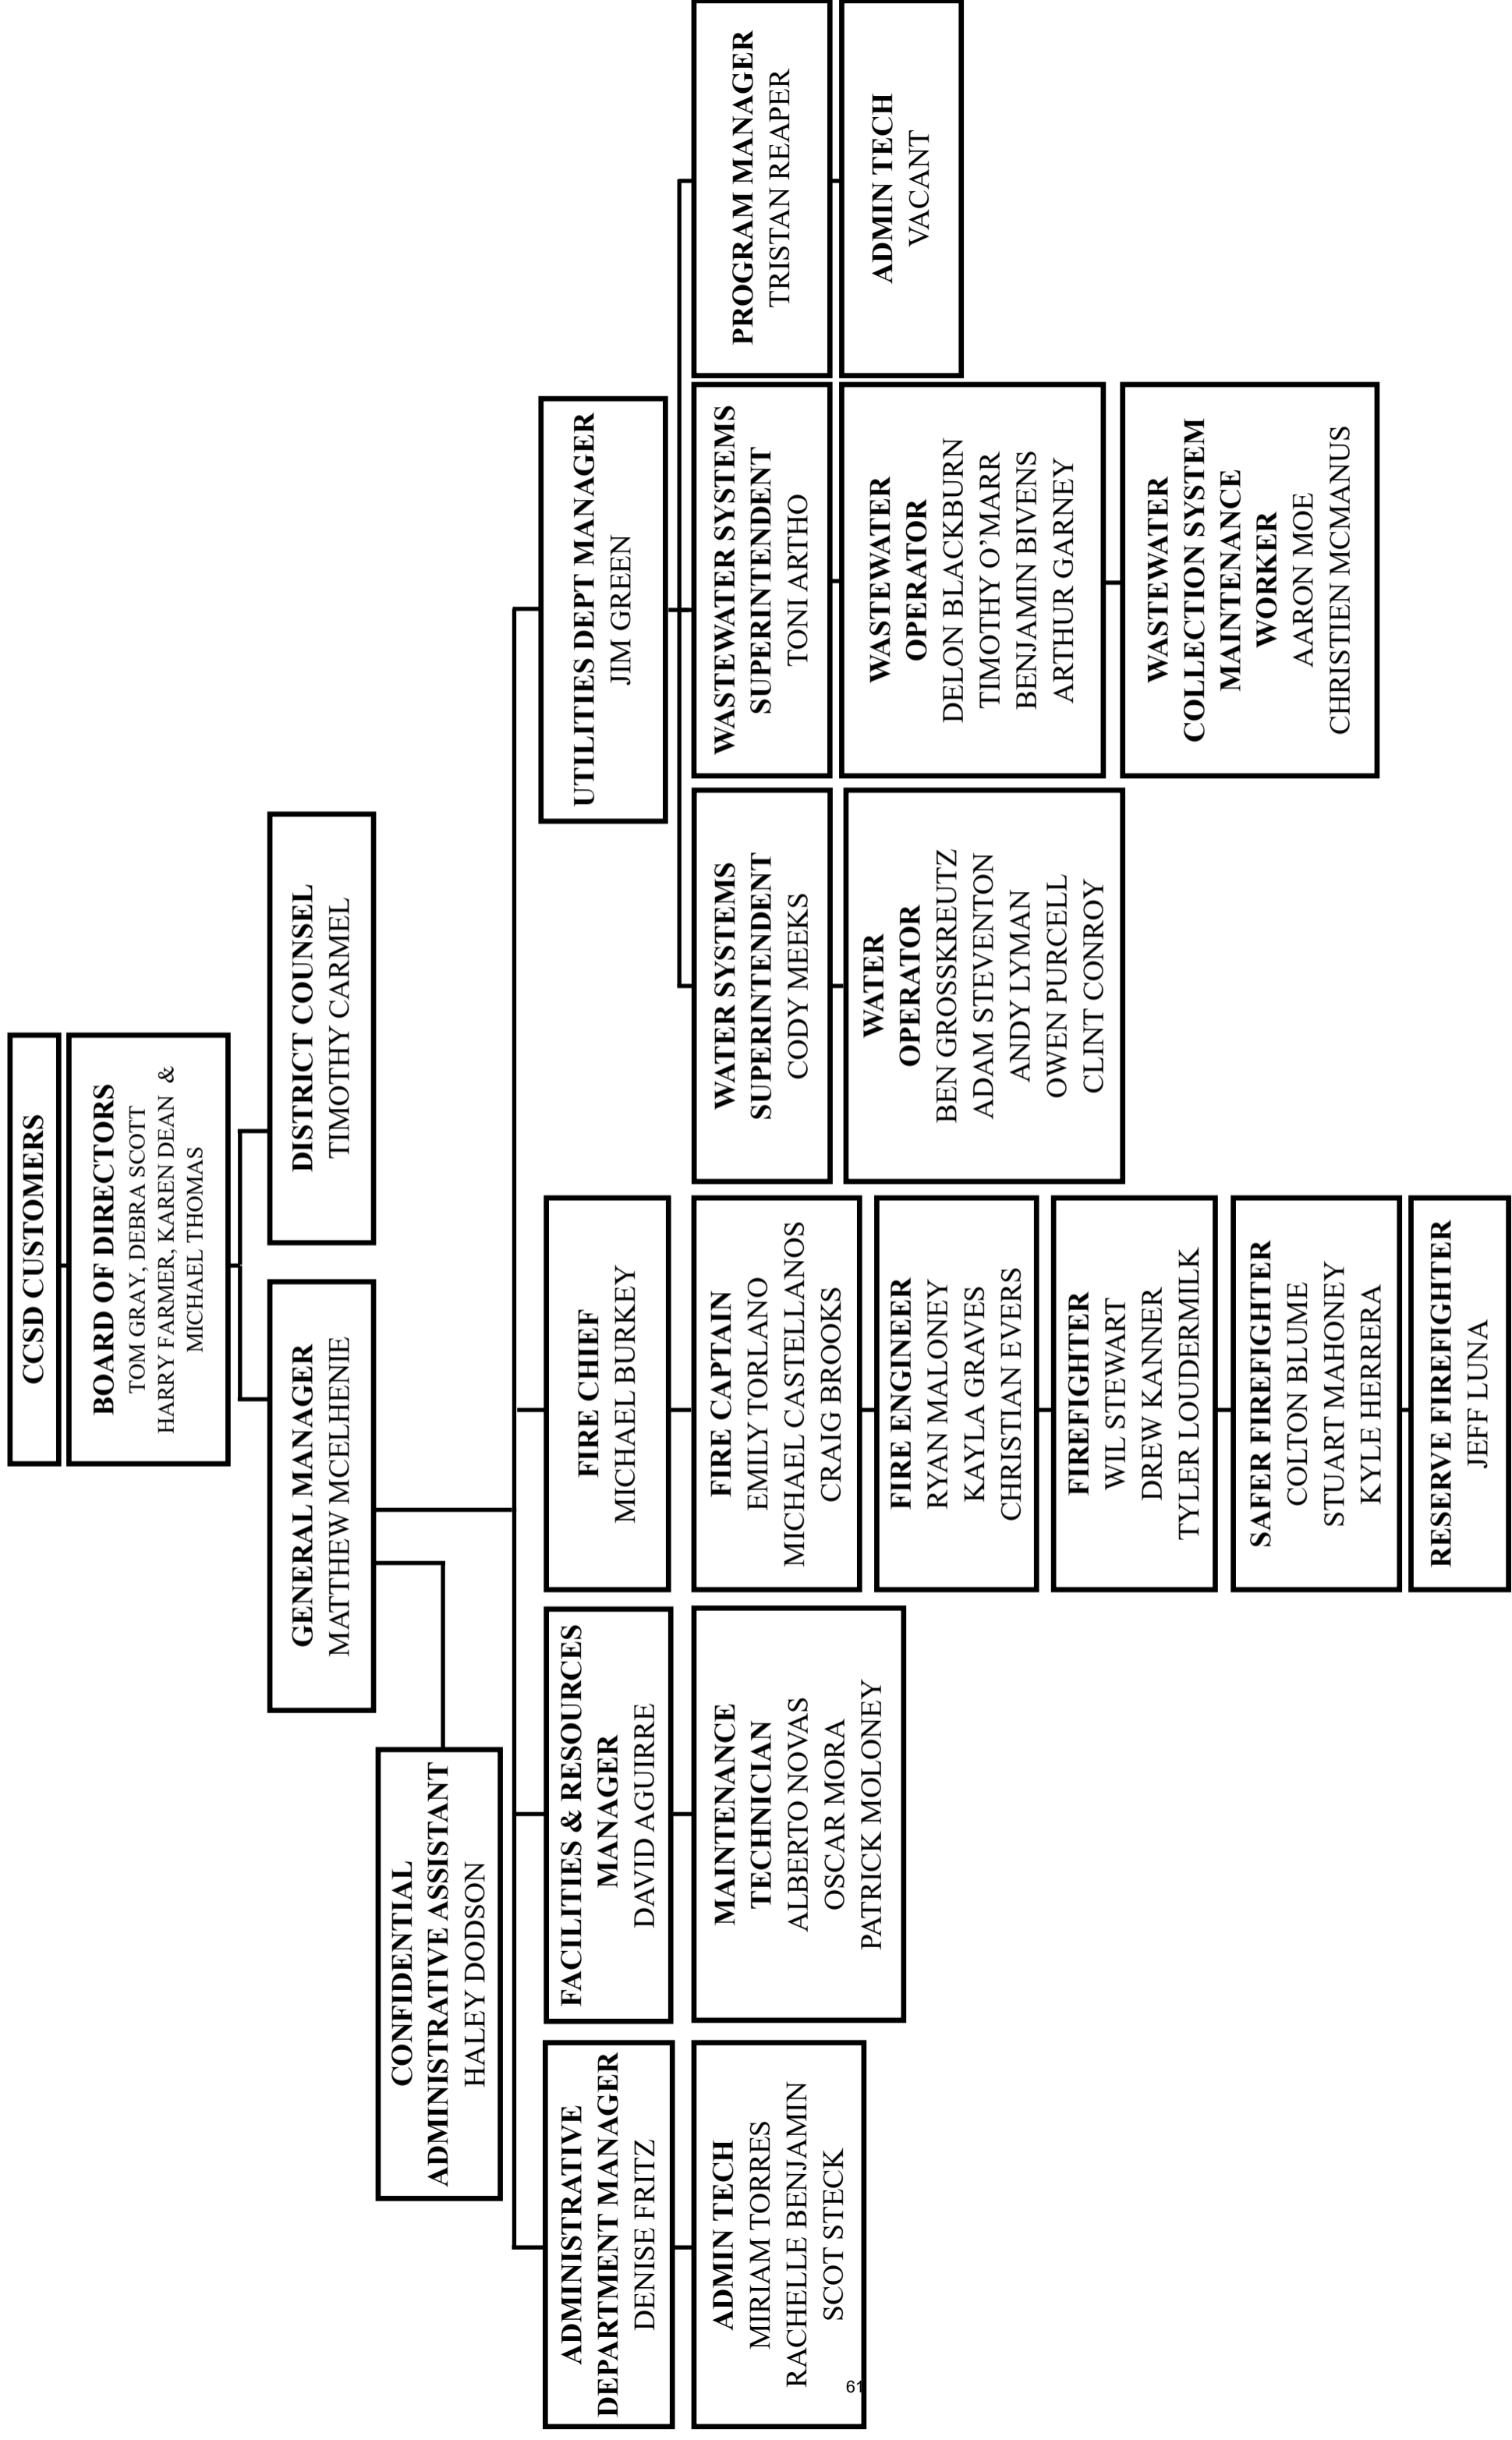 CCSD CUSTOMERS
BOARD OF DIRECTORS
TOM GRAY, DEBRA SCOTT
HARRY FARMER, KAREN DEAN &
MICHAEL THOMAS
GENERAL MANAGER
MATTHEW MCELHENIE
DISTRICT COUNSEL
TIMOTHY CARMEL
CONFIDENTIAL
ADMINISTRATIVE ASSISTANT
HALEY DODSON
ADMINISTRATIVE
DEPARTMENT MANAGER
DENISE FRITZ
ADMIN TECH
MIRIAM TORRES
RACHELLE BENJAMIN
SCOT STECK
FACILITIES & RESOURCES
MANAGER
DAVID AGUIRRE
MAINTENANCE
TECHNICIAN
ALBERTO NOVAS
OSCAR MORA
PATRICK MOLONEY
FIRE CHIEF
MICHAEL BURKEY
FIRE CAPTAIN
EMILY TORLANO
MICHAEL CASTELLANOS
CRAIG BROOKS
FIRE ENGINEER
RYAN MALONEY
KAYLA GRAVES
CHRISTIAN EVERS
FIREFIGHTER
WIL STEWART
DREW KANNER
TYLER LOUDERMILK
SAFER FIREFIGHTER
COLTON BLUME
STUART MAHONEY
KYLE HERRERA
RESERVE FIREFIGHTER
JEFF LUNA
UTILITIES DEPT MANAGER
JIM GREEN
WATER SYSTEMS
SUPERINTENDENT
CODY MEEKS
WATER
OPERATOR
BEN GROSSKREUTZ
ADAM STEVENTON
ANDY LYMAN
OWEN PURCELL
CLINT CONROY
WASTEWATER SYSTEMS
SUPERINTENDENT
TONI ARTHO
WASTEWATER
OPERATOR
DELON BLACKBURN
TIMOTHY O’MARR
BENJAMIN BIVENS
ARTHUR GARNEY
WASTEWATER
COLLECTION SYSTEM
MAINTENANCE
WORKER
AARON MOE
CHRISTIEN MCMANUS
PROGRAM MANAGER
TRISTAN REAPER
ADMIN TECH
VACANT
61